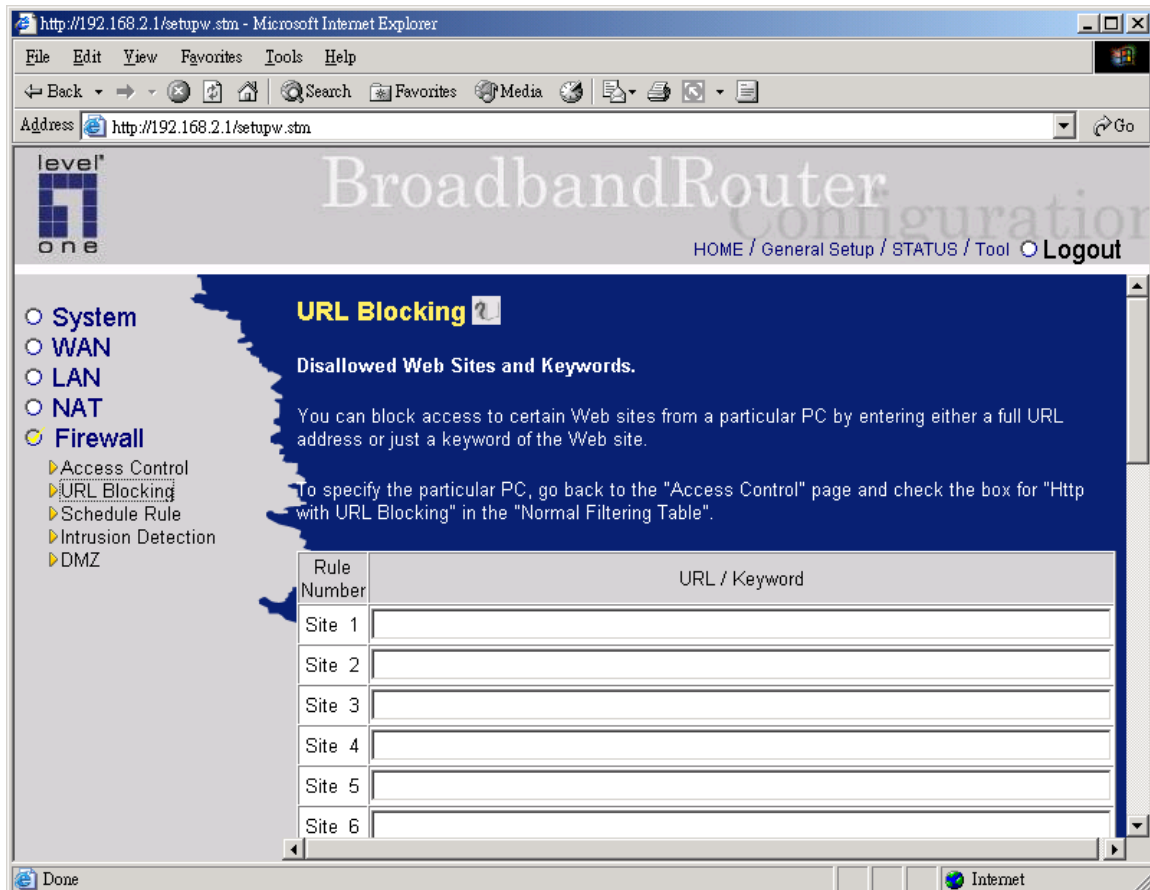 http://192.168.2.1/setupw.stm - Microsoft Internet Explorer
File Edit View Favorites Tools Help
Back Search Favorites Media
Address http://192.168.2.1/setupw.stm Go
level one
BroadbandRouter
Configuration
HOME / General Setup / STATUS / Tool Logout
System
WAN
LAN
NAT
Firewall
Access Control
URL Blocking
Schedule Rule
Intrusion Detection
DMZ
URL Blocking
Disallowed Web Sites and Keywords.
You can block access to certain Web sites from a particular PC by entering either a full URL
address or just a keyword of the Web site.
To specify the particular PC, go back to the "Access Control" page and check the box for "Http
with URL Blocking" in the "Normal Filtering Table".
Rule Number URL / Keyword
Site 1
Site 2
Site 3
Site 4
Site 5
Site 6
Done Internet